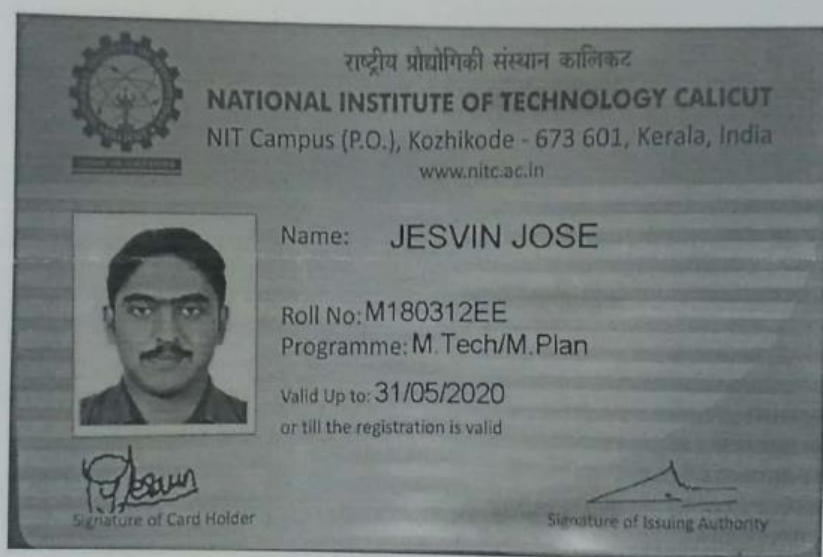 राष्ट्रीय प्रौद्योगिकी संस्थान कालिकट
NATIONAL INSTITUTE OF TECHNOLOGY CALICUT
NIT Campus (P.O.), Kozhikode - 673 601, Kerala, India
www.nitc.ac.in
Name: JESVIN JOSE
Roll No: M180312EE
Programme: M.Tech/M.Plan
Valid Up to: 31/05/2020
or till the registration is valid
Jesvin
Signature of Card Holder
Signature of Issuing Authority